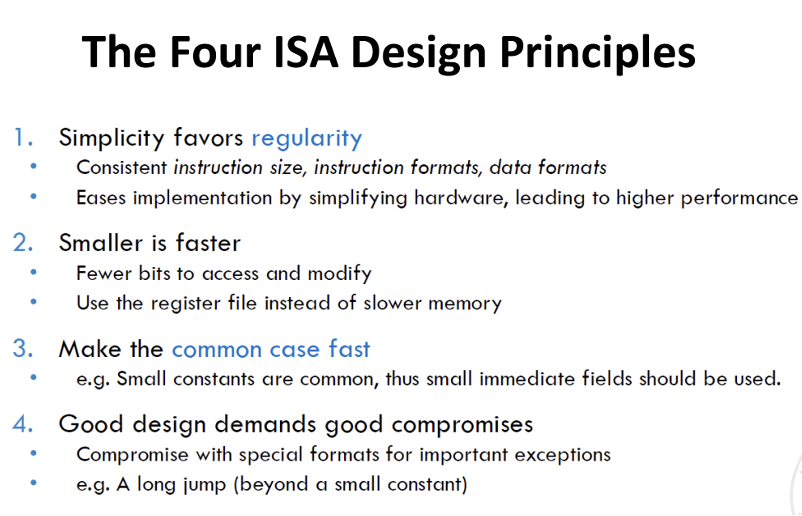 The Four ISA Design Principles
1. Simplicity favors regularity
• Consistent instruction size, instruction formats, data formats
• Eases implementation by simplifying hardware, leading to higher performance
2. Smaller is faster
• Fewer bits to access and modify
• Use the register file instead of slower memory
3. Make the common case fast
• e.g. Small constants are common, thus small immediate fields should be used.
4. Good design demands good compromises
• Compromise with special formats for important exceptions
• e.g. A long jump (beyond a small constant)